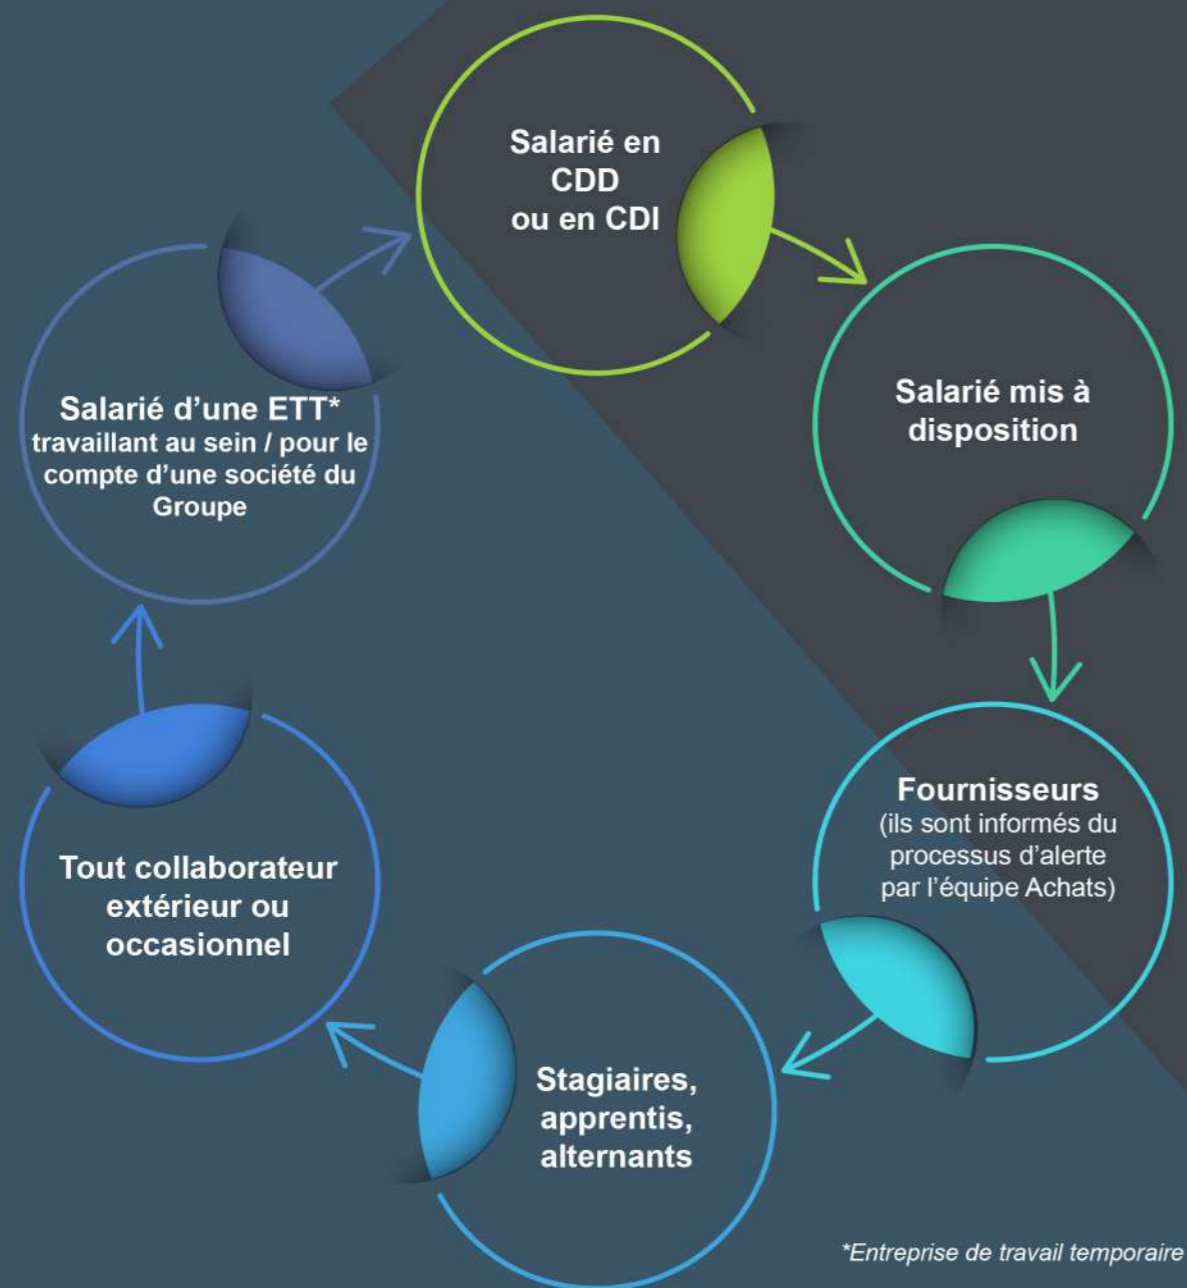 Salarié en
CDD
ou en CDI
Salarié mis à
disposition
Fournisseurs
(ils sont informés du
processus d’alerte
par l’équipe Achats)
Stagiaires,
apprentis,
alternants
Tout collaborateur
extérieur ou
occasionnel
Salarié d’une ETT*
travaillant au sein / pour le
compte d’une société du
Groupe
*Entreprise de travail temporaire